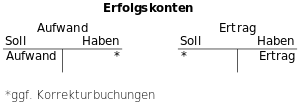 Erfolgskonten
Aufwand Ertrag
Soll Haben Soll Haben
Aufwand * * Ertrag
*ggf. Korrekturbuchungen